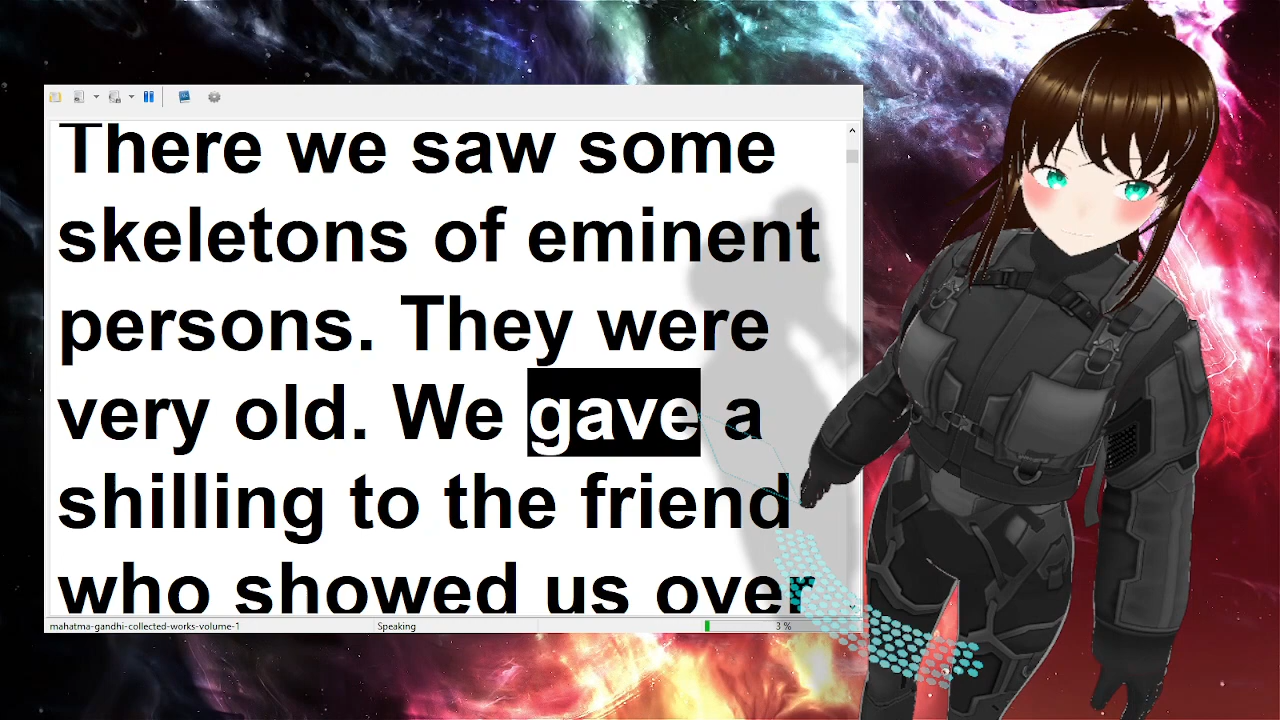 There we saw some
skeletons of eminent
persons. They were
very old. We gave a
shilling to the friend
who showed us over
mahatma-gandhi-collected-works-volume-1
Speaking
3 %